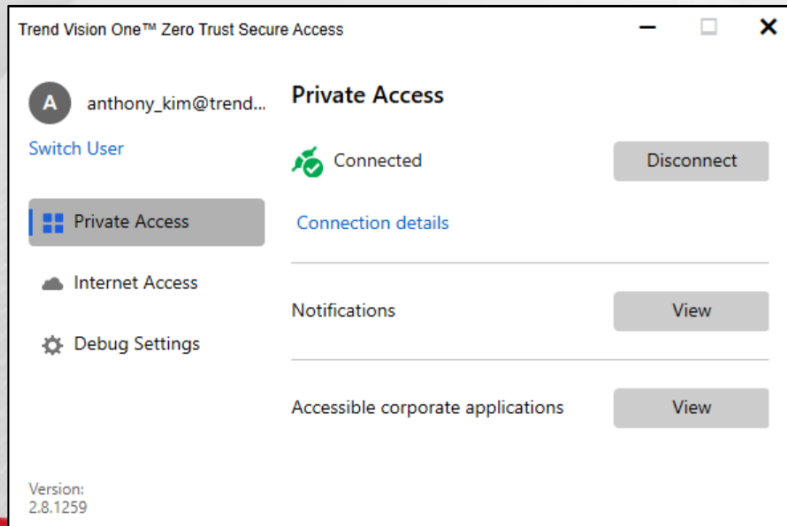 Trend Vision One™ Zero Trust Secure Access
A
anthony_kim@trend...
Switch User
Private Access
Internet Access
Debug Settings
Version:
2.8.1259
Private Access
Connected
Disconnect
Connection details
Notifications
View
Accessible corporate applications
View